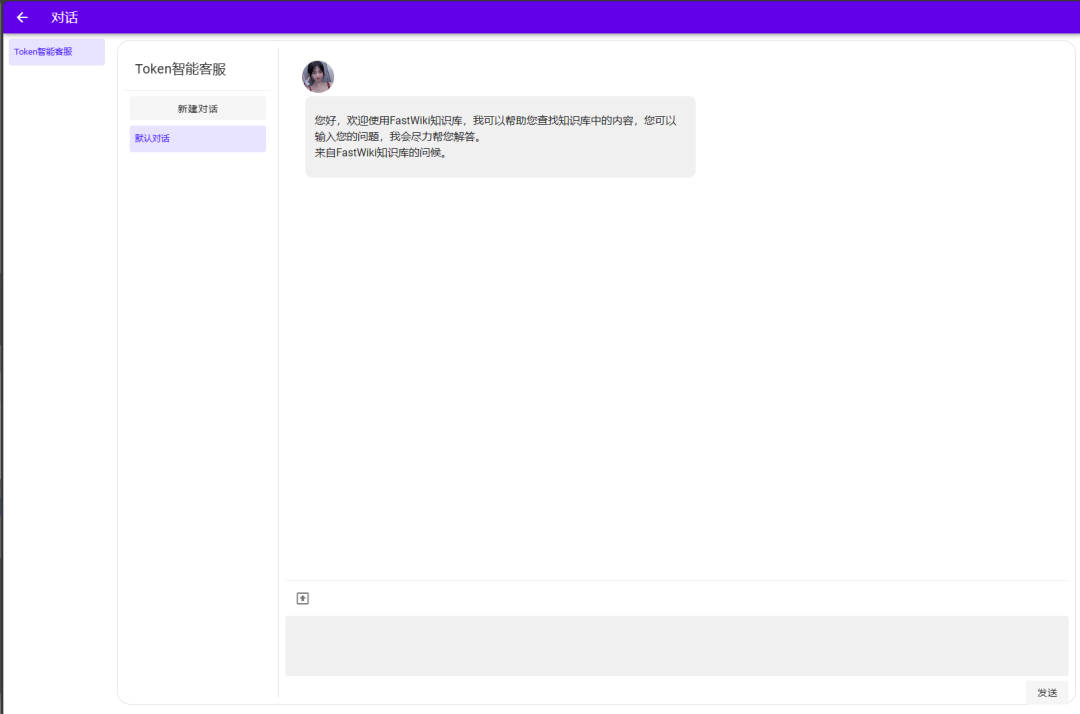 对话
Token智能客服
Token智能客服
新建对话
默认对话
您好，欢迎使用FastWiki知识库，我可以帮助您查找知识库中的内容，您可以
输入您的问题，我会尽力帮您解答。
来自FastWiki知识库的问候。
发送